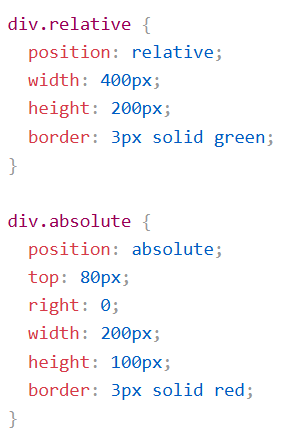 div.relative {
  position: relative;
  width: 400px;
  height: 200px;
  border: 3px solid green;
}

div.absolute {
  position: absolute;
  top: 80px;
  right: 0;
  width: 200px;
  height: 100px;
  border: 3px solid red;
}